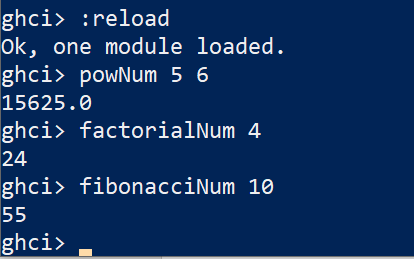 ghci> :reload
Ok, one module loaded.
ghci> powNum 5 6
15625.0
ghci> factorialNum 4
24
ghci> fibonacciNum 10
55
ghci>